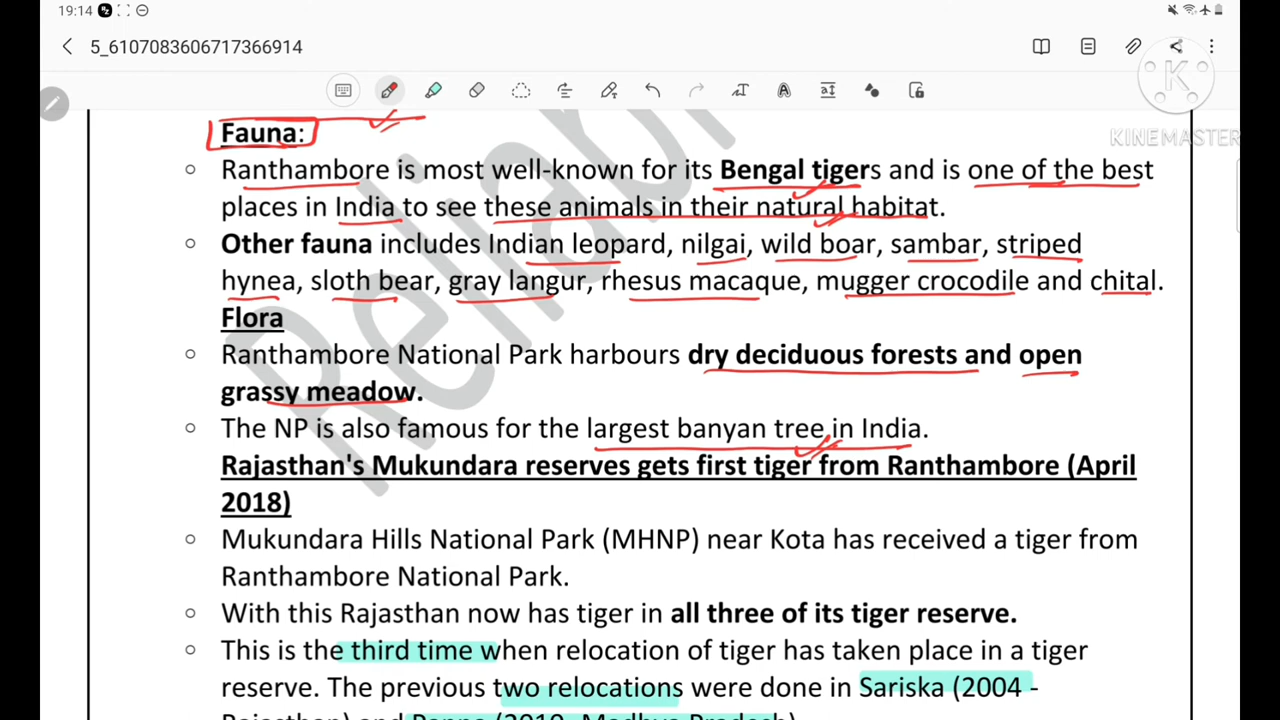 19:14
5_6107083606717366914
K
KINEMASTER
Fauna:
Ranthambore is most well-known for its Bengal tigers and is one of the best
places in India to see these animals in their natural habitat.
Other fauna includes Indian leopard, nilgai, wild boar, sambar, striped
hynea, sloth bear, gray langur, rhesus macaque, mugger crocodile and chital.
Flora
Ranthambore National Park harbours dry deciduous forests and open
grassy meadow.
The NP is also famous for the largest banyan tree in India.
Rajasthan's Mukundara reserves gets first tiger from Ranthambore (April
2018)
Mukundara Hills National Park (MHNP) near Kota has received a tiger from
Ranthambore National Park.
With this Rajasthan now has tiger in all three of its tiger reserve.
This is the third time when relocation of tiger has taken place in a tiger
reserve. The previous two relocations were done in Sariska (2004 -
Rajasthan) and Panna (2010- Madhya Pradesh)